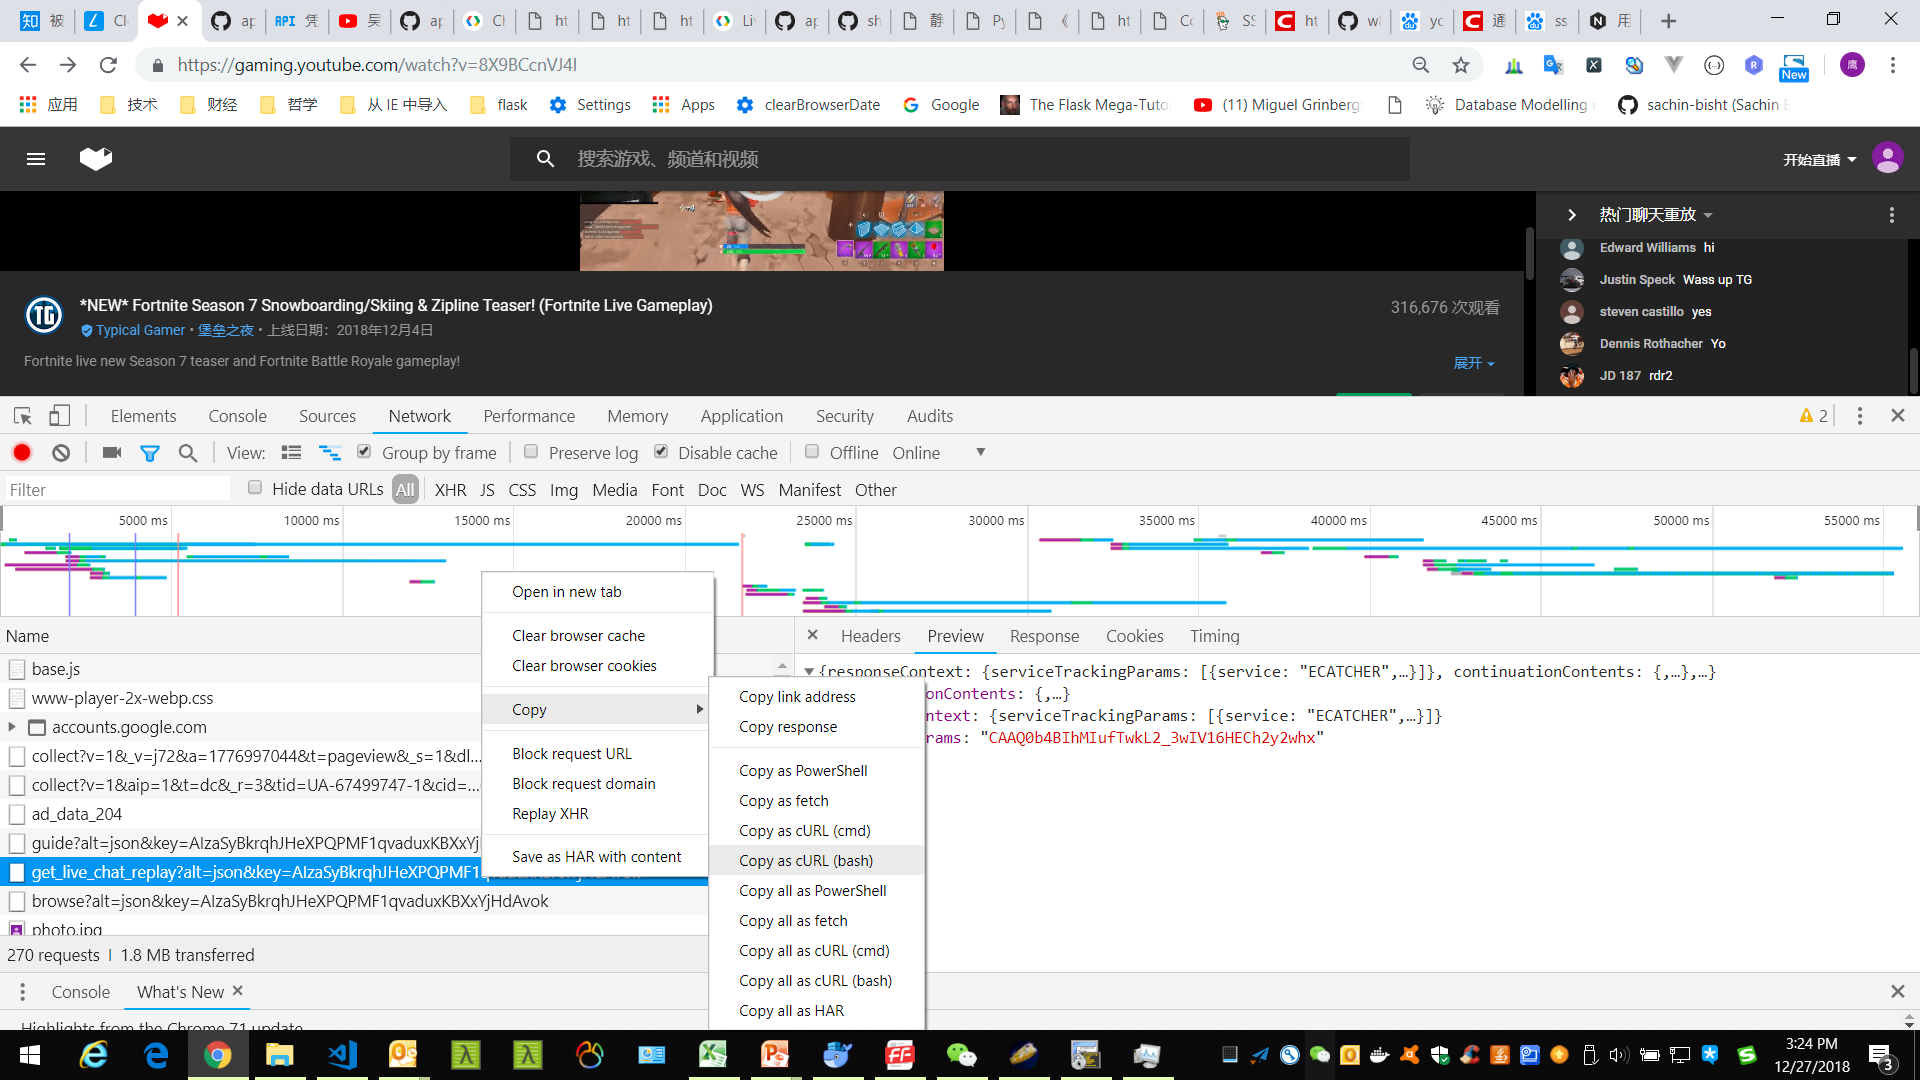 知 被
Cl
ap
API 凭
吴
ap
Ch
ht
ht
ht
Li
ap
sh
静
Py
《
ht
Co
SS
ht
w
yc
通
ss
用
https://gaming.youtube.com/watch?v=8X9BCcnVJ4I
New
鹰
应用
技术
财经
哲学
从 IE 中导入
flask
Settings
Apps
clearBrowserDate
Google
The Flask Mega-Tuto
(11) Miguel Grinberg
Database Modelling i
sachin-bisht (Sachin B
搜索游戏、频道和视频
开始直播
热门聊天重放
Edward Williams hi
Justin Speck Wass up TG
steven castillo yes
Dennis Rothacher Yo
JD 187 rdr2
TG
*NEW* Fortnite Season 7 Snowboarding/Skiing & Zipline Teaser! (Fortnite Live Gameplay)
316,676 次观看
Typical Gamer • 堡垒之夜 • 上线日期：2018年12月4日
Fortnite live new Season 7 teaser and Fortnite Battle Royale gameplay!
展开
Elements Console Sources Network Performance Memory Application Security Audits
2
View: Group by frame Preserve log Disable cache Offline Online
Filter Hide data URLs All XHR JS CSS Img Media Font Doc WS Manifest Other
5000 ms 10000 ms 15000 ms 20000 ms 25000 ms 30000 ms 35000 ms 40000 ms 45000 ms 50000 ms 55000 ms
Name
base.js
www-player-2x-webp.css
accounts.google.com
collect?v=1&_v=j72&a=1776997044&t=pageview&_s=1&dl...
collect?v=1&aip=1&t=dc&_r=3&tid=UA-67499747-1&cid=...
ad_data_204
guide?alt=json&key=AIzaSyBkrqhJHeXPQPMF1qvaduxKBXxYj
get_live_chat_replay?alt=json&key=AIzaSyBkrqhJHeXPQPMF1
browse?alt=json&key=AIzaSyBkrqhJHeXPQPMF1qvaduxKBXxYjHdAvok
photo.jpg
270 requests | 1.8 MB transferred
Open in new tab
Clear browser cache
Clear browser cookies
Copy
Block request URL
Block request domain
Replay XHR
Save as HAR with content
Copy link address
Copy response
Copy as PowerShell
Copy as fetch
Copy as cURL (cmd)
Copy as cURL (bash)
Copy all as PowerShell
Copy all as fetch
Copy all as cURL (cmd)
Copy all as cURL (bash)
Copy all as HAR
Headers Preview Response Cookies Timing
{responseContext: {serviceTrackingParams: [{service: "ECATCHER",…}]}, continuationContents: {,…},…}
onContents: {,…}
ntext: {serviceTrackingParams: [{service: "ECATCHER",…}]}
rams: "CAAQ0b4BIhMIufTwkL2_3wIV16HECh2y2whx"
Console What's New
Highlights from the Chrome 71 update
3:24 PM
12/27/2018
3